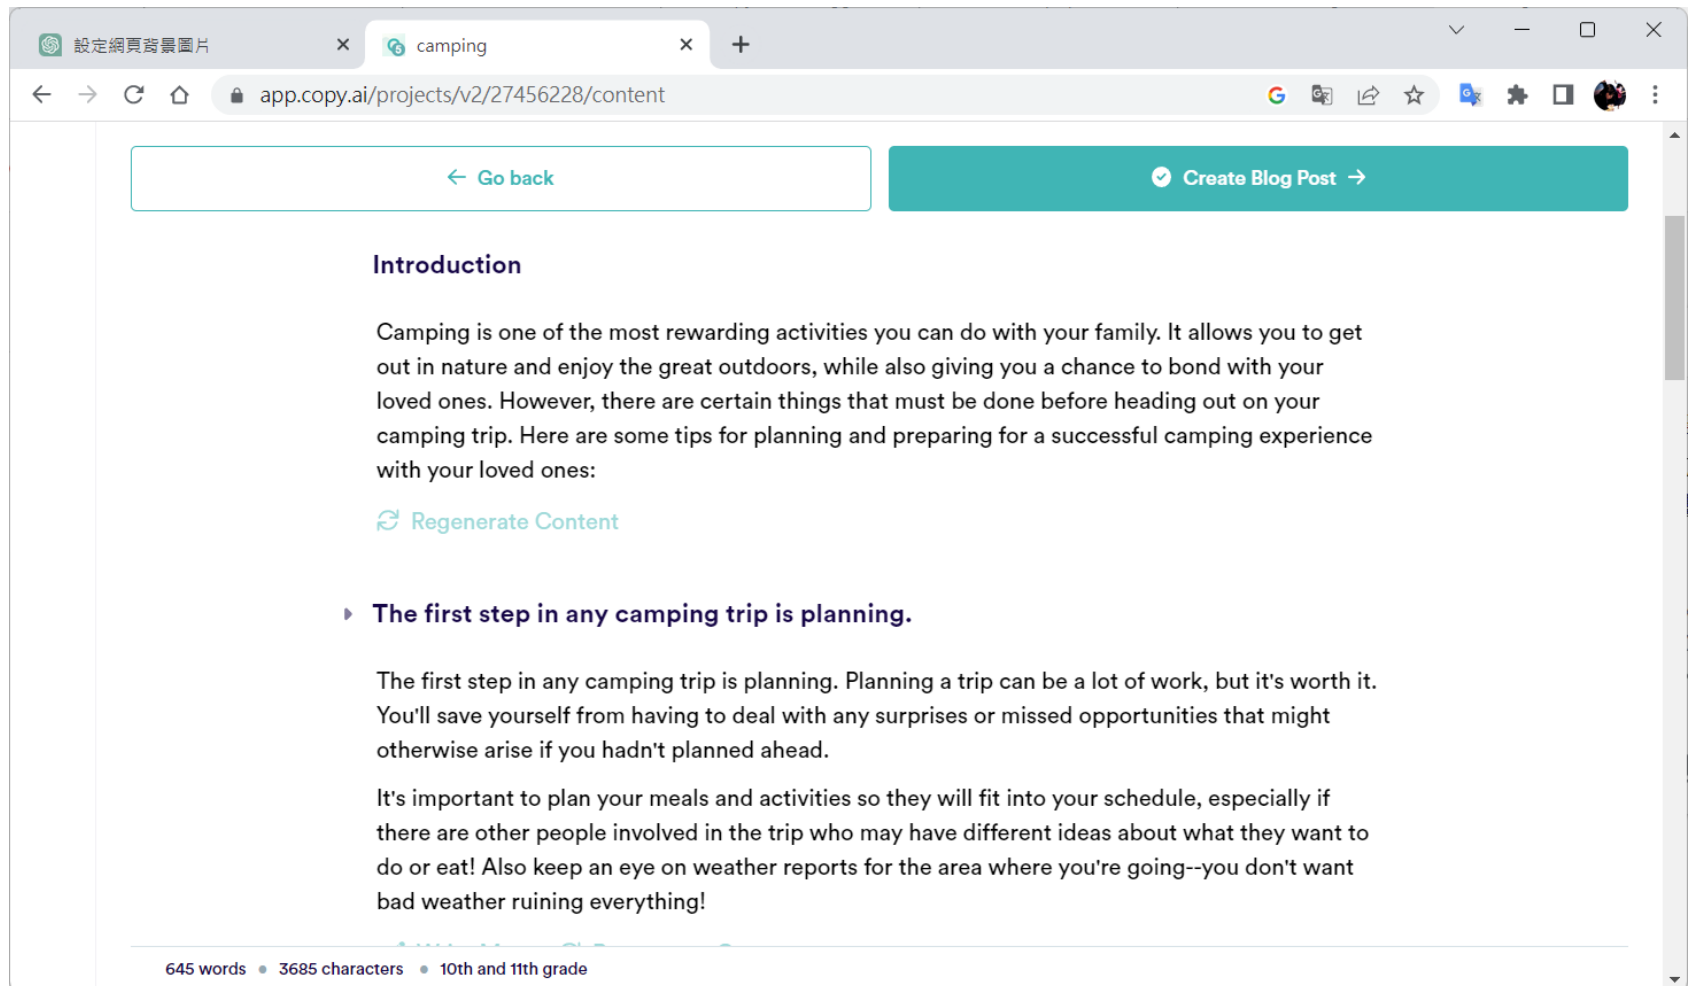 設定網頁背景圖片
camping
app.copy.ai/projects/v2/27456228/content
Go back
Create Blog Post
Introduction
Camping is one of the most rewarding activities you can do with your family. It allows you to get
out in nature and enjoy the great outdoors, while also giving you a chance to bond with your
loved ones. However, there are certain things that must be done before heading out on your
camping trip. Here are some tips for planning and preparing for a successful camping experience
with your loved ones:
Regenerate Content
The first step in any camping trip is planning.
The first step in any camping trip is planning. Planning a trip can be a lot of work, but it's worth it.
You'll save yourself from having to deal with any surprises or missed opportunities that might
otherwise arise if you hadn't planned ahead.
It's important to plan your meals and activities so they will fit into your schedule, especially if
there are other people involved in the trip who may have different ideas about what they want to
do or eat! Also keep an eye on weather reports for the area where you're going--you don't want
bad weather ruining everything!
645 words • 3685 characters • 10th and 11th grade